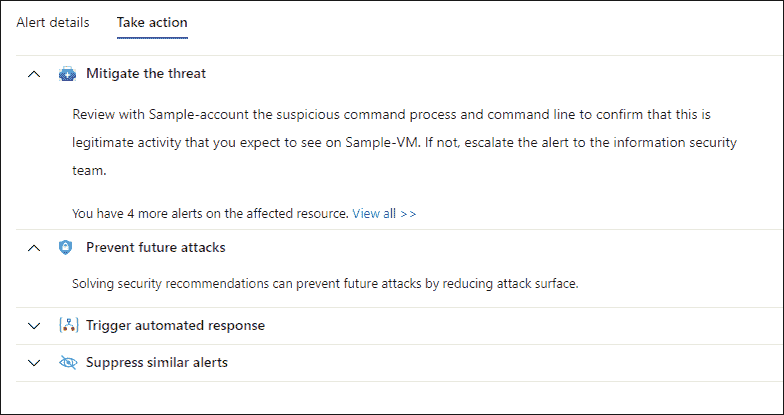 Alert details Take action
Mitigate the threat
Review with Sample-account the suspicious command process and command line to confirm that this is
legitimate activity that you expect to see on Sample-VM. If not, escalate the alert to the information security
team.
You have 4 more alerts on the affected resource. View all >>
Prevent future attacks
Solving security recommendations can prevent future attacks by reducing attack surface.
Trigger automated response
Suppress similar alerts